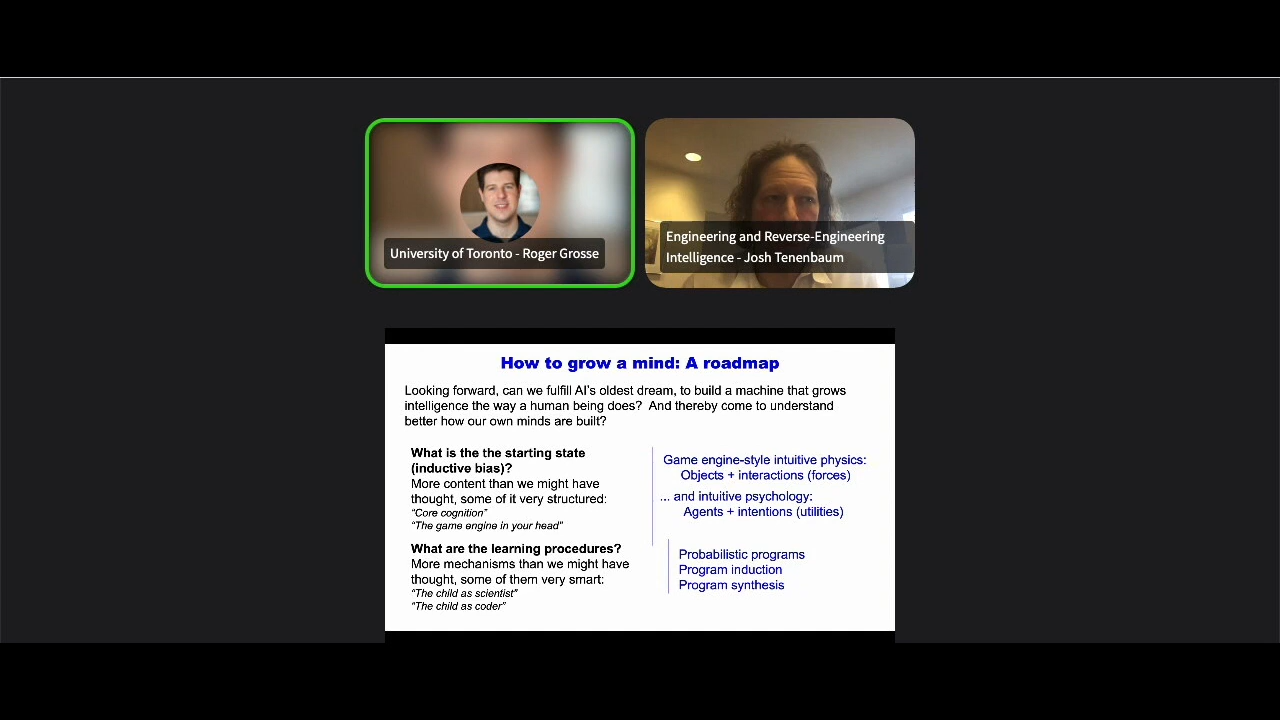 University of Toronto - Roger Grosse
Engineering and Reverse-Engineering
Intelligence - Josh Tenenbaum
How to grow a mind: A roadmap
Looking forward, can we fulfill AI's oldest dream, to build a machine that grows
intelligence the way a human being does? And thereby come to understand
better how our own minds are built?
What is the the starting state
(inductive bias)?
More content than we might have
thought, some of it very structured:
"Core cognition"
"The game engine in your head"
What are the learning procedures?
More mechanisms than we might have
thought, some of them very smart:
"The child as scientist"
"The child as coder"
Game engine-style intuitive physics:
Objects + interactions (forces)
... and intuitive psychology:
Agents + intentions (utilities)
Probabilistic programs
Program induction
Program synthesis